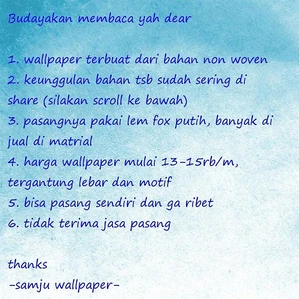 Budayakan membaca yah dear
1. wallpaper terbuat dari bahan non woven
2. keunggulan bahan tsb sudah sering di
share (silakan scroll ke bawah)
3. pasangnya pakai lem fox putih, banyak di
jual di matrial
4. harga wallpaper mulai 13-15rb/m,
tergantung lebar dan motif
5. bisa pasang sendiri dan ga ribet
6. tidak terima jasa pasang
thanks
-samju wallpaper-